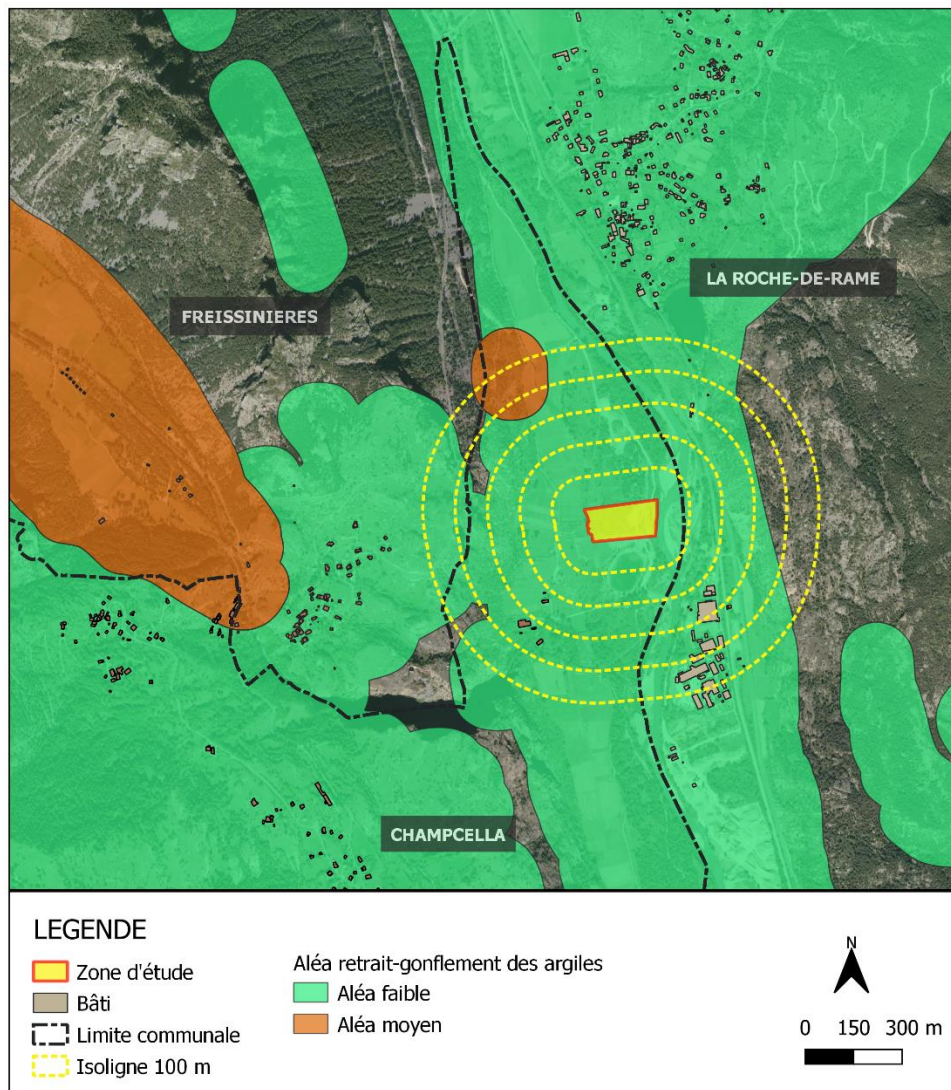 LA ROCHE-DE-RAME
FREISSINIERES
CHAMPCELLA
LEGENDE
Zone d'étude
Bâti
Limite communale
Isoligne 100 m
Aléa retrait-gonflement des argiles
Aléa faible
Aléa moyen
N
0 150 300 m